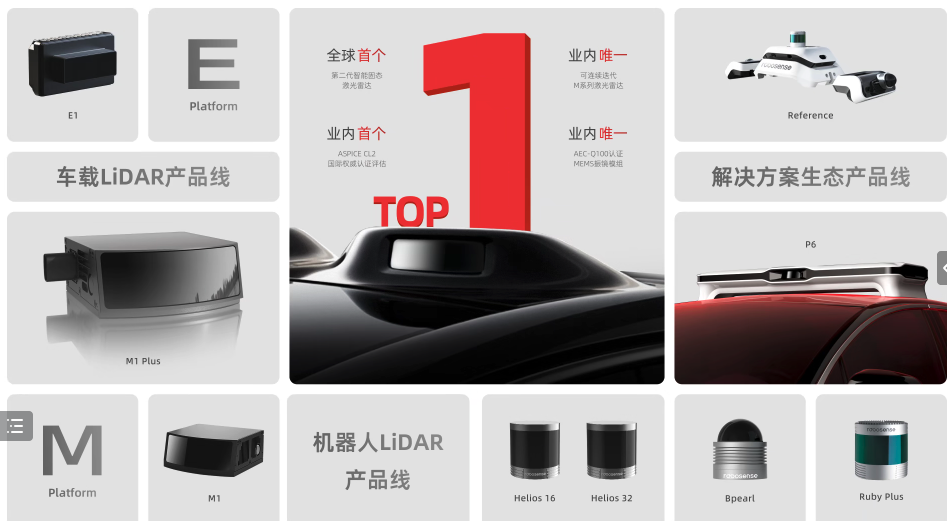 E1
E
Platform
车载LiDAR产品线
M1 Plus
全球首个
第二代智能固态
激光雷达
业内首个
ASPICE CL2
国际权威认证评估
业内唯一
可连续迭代
M系列激光雷达
业内唯一
AEC-Q100认证
MEMS振镜模组
TOP
1
robosense
Reference
解决方案生态产品线
P6
M
Platform
M1
机器人LiDAR
产品线
Helios 16
Helios 32
robosense
Bpearl
robosense
Ruby Plus